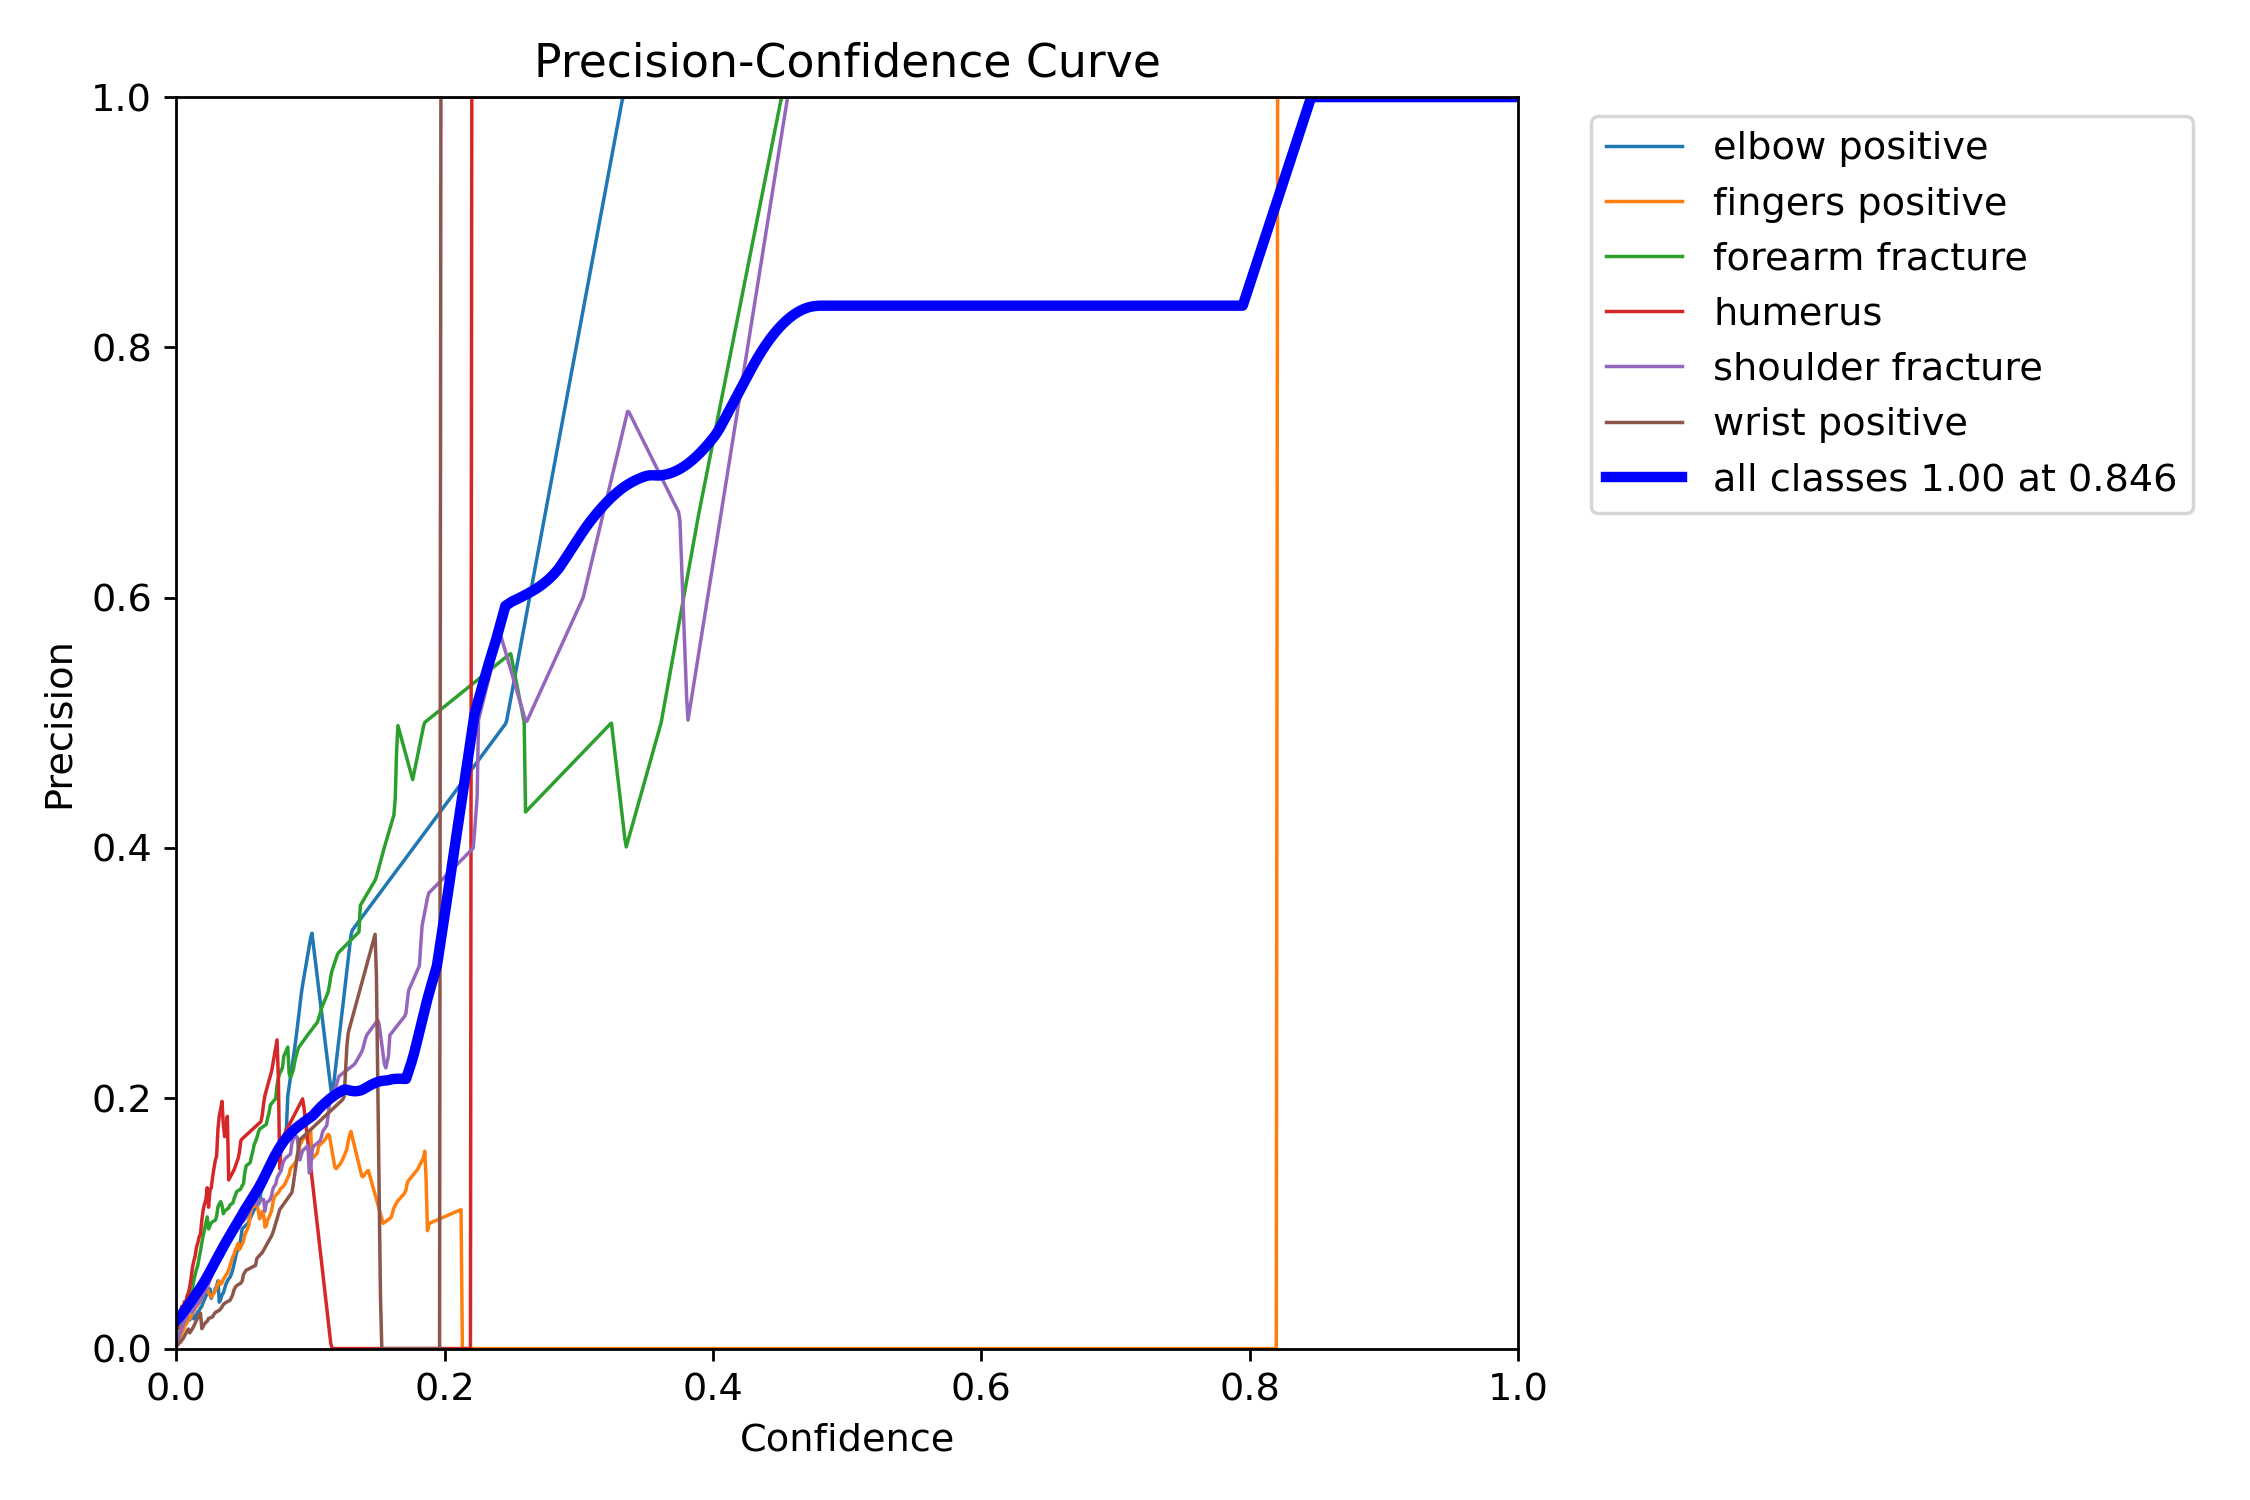 Precision-Confidence Curve
1.0
0.8
0.6
0.4
0.2
0.0
Precision
0.0 0.2 0.4 0.6 0.8 1.0
Confidence
elbow positive
fingers positive
forearm fracture
humerus
shoulder fracture
wrist positive
all classes 1.00 at 0.846